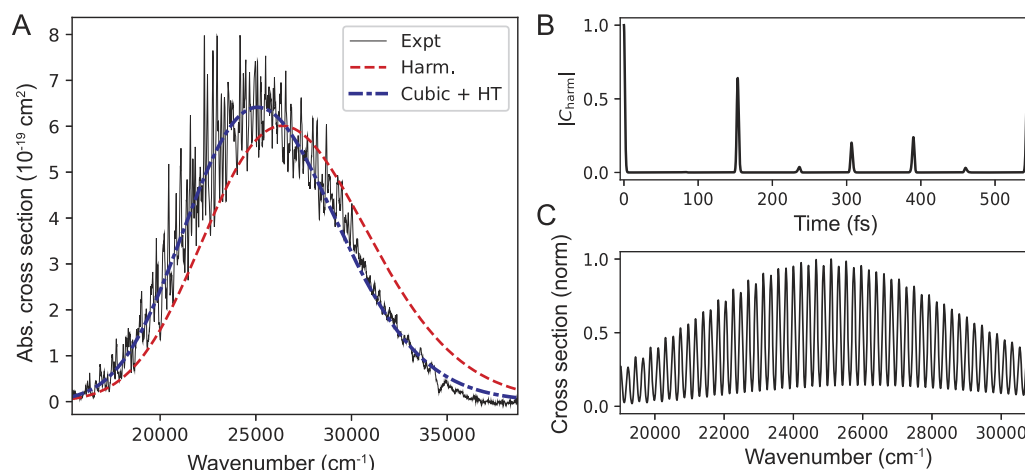 A
Abs. cross section (10⁻¹⁹ cm²)
8
7
6
5
4
3
2
1
0
Expt
Harm.
Cubic + HT
20000 25000 30000 35000
Wavenumber (cm⁻¹)
B
|C_harm|
1.0
0.5
0.0
0 100 200 300 400 500
Time (fs)
C
Cross section (norm)
1.0
0.5
0.0
20000 22000 24000 26000 28000 30000
Wavenumber (cm⁻¹)